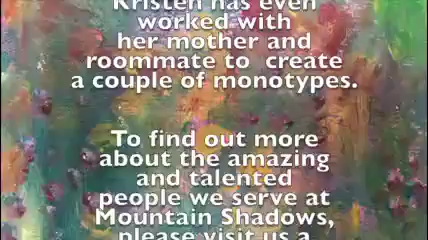 Kristen has even
worked with
her mother and
roommate to create
a couple of monotypes.
To find out more
about the amazing
and talented
people we serve at
Mountain Shadows,
please visit us a